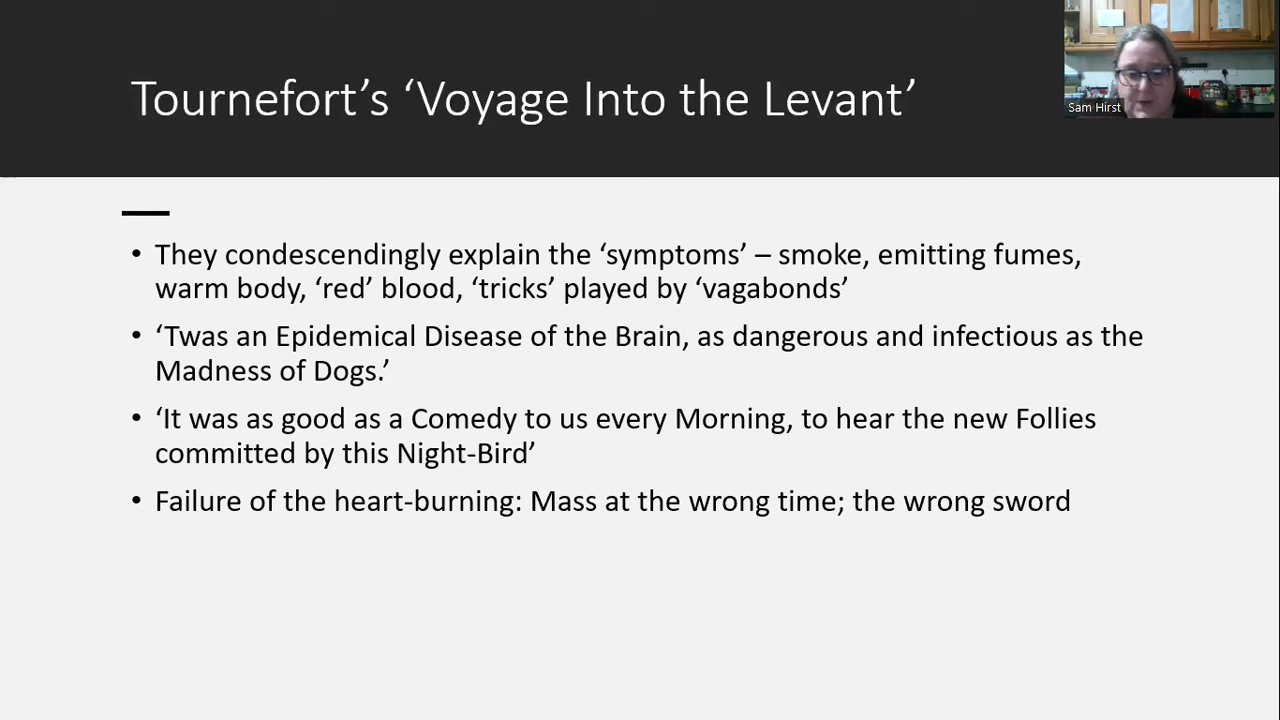 Tournefort’s ‘Voyage Into the Levant’
Sam Hirst
• They condescendingly explain the ‘symptoms’ – smoke, emitting fumes,
warm body, ‘red’ blood, ‘tricks’ played by ‘vagabonds’
• ‘Twas an Epidemical Disease of the Brain, as dangerous and infectious as the
Madness of Dogs.’
• ‘It was as good as a Comedy to us every Morning, to hear the new Follies
committed by this Night-Bird’
• Failure of the heart-burning: Mass at the wrong time; the wrong sword